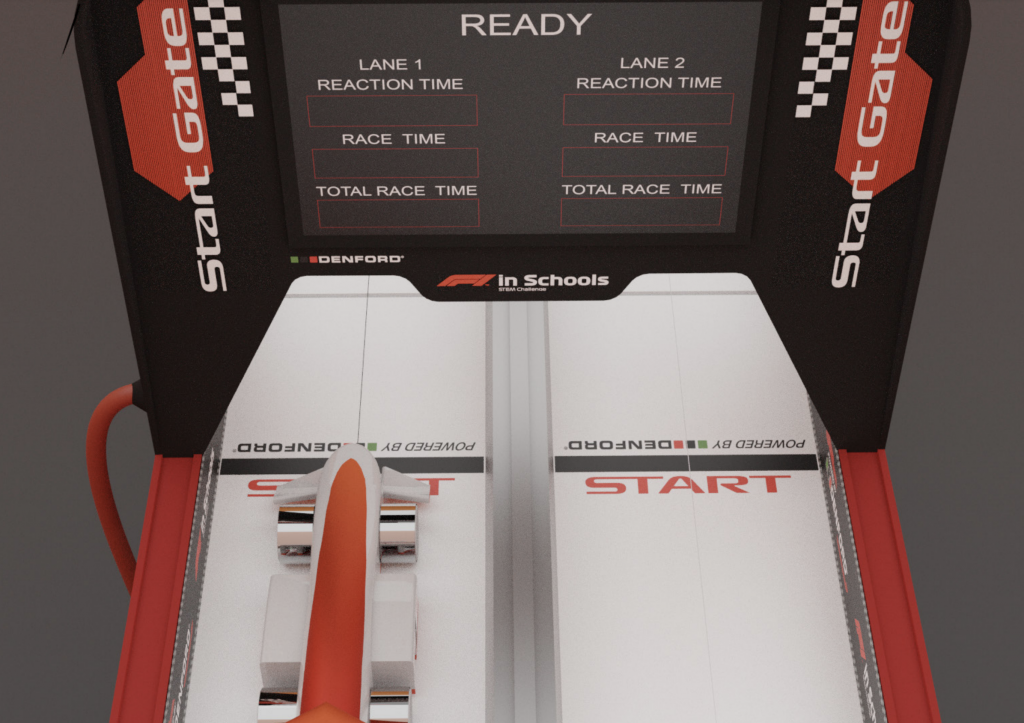 READY
LANE 1
REACTION TIME
RACE TIME
TOTAL RACE TIME
LANE 2
REACTION TIME
RACE TIME
TOTAL RACE TIME
Start Gate
Start Gate
DENFORD®
F1 in Schools
STEM Challenge
POWERED BY DENFORD®
POWERED BY DENFORD®
START
START